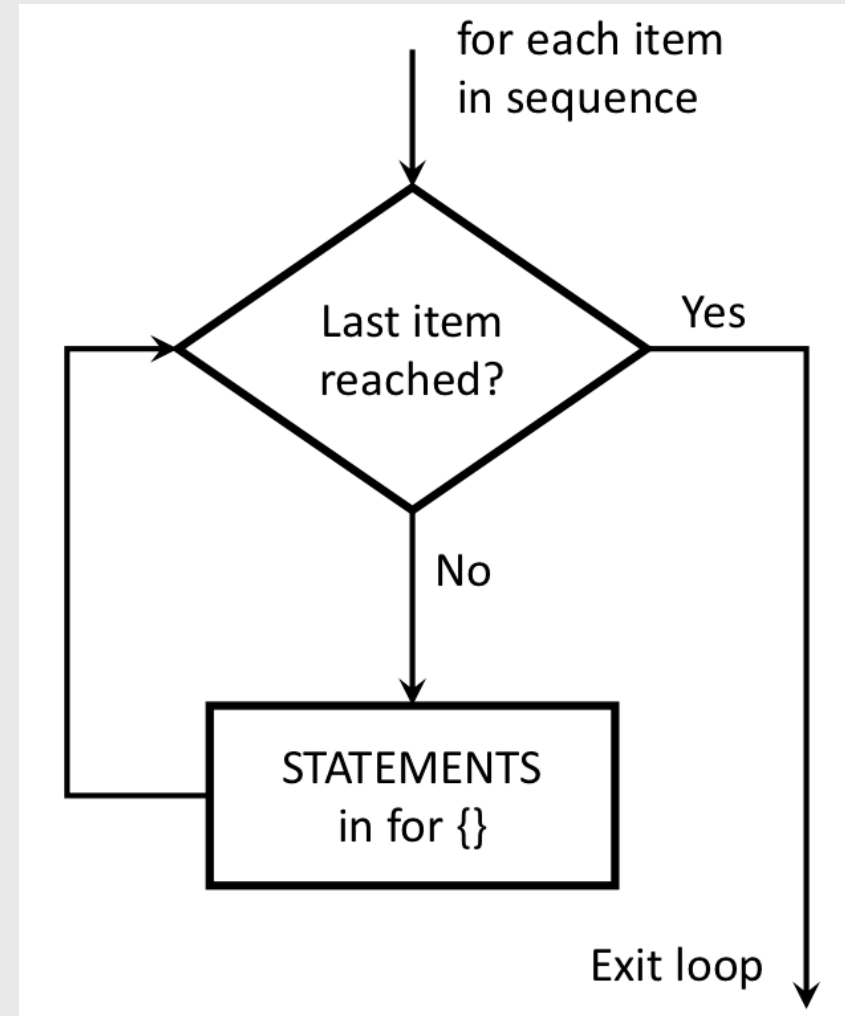 for each item
in sequence
Last item
reached?
Yes
No
STATEMENTS
in for {}
Exit loop